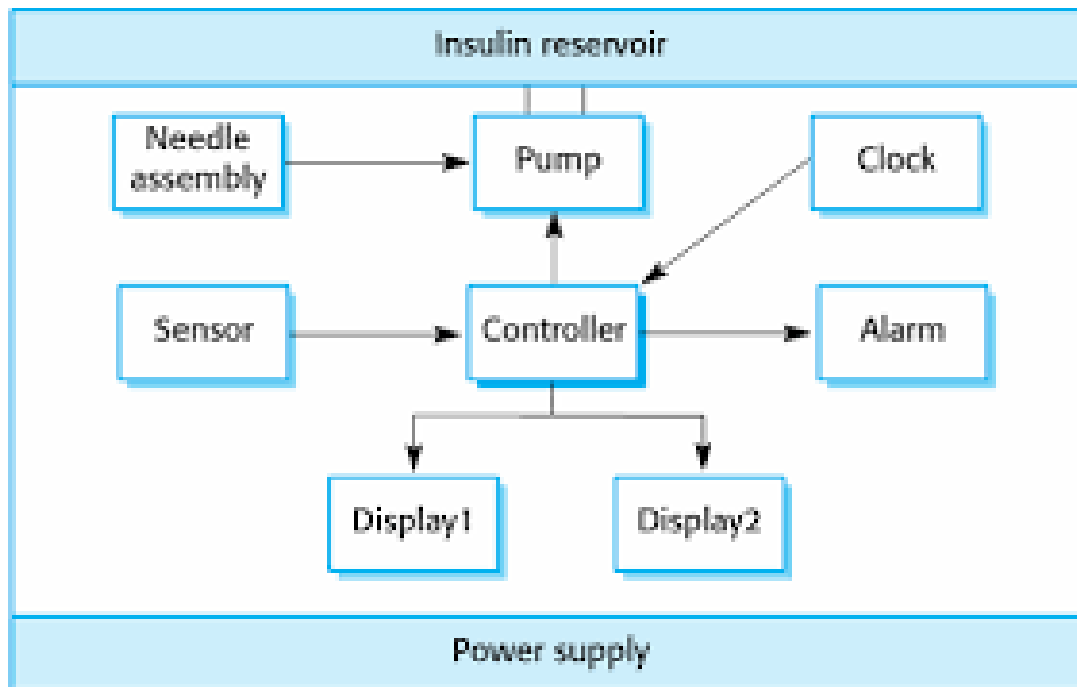 Insulin reservoir
Needle
assembly
Pump
Clock
Sensor
Controller
Alarm
Display1
Display2
Power supply